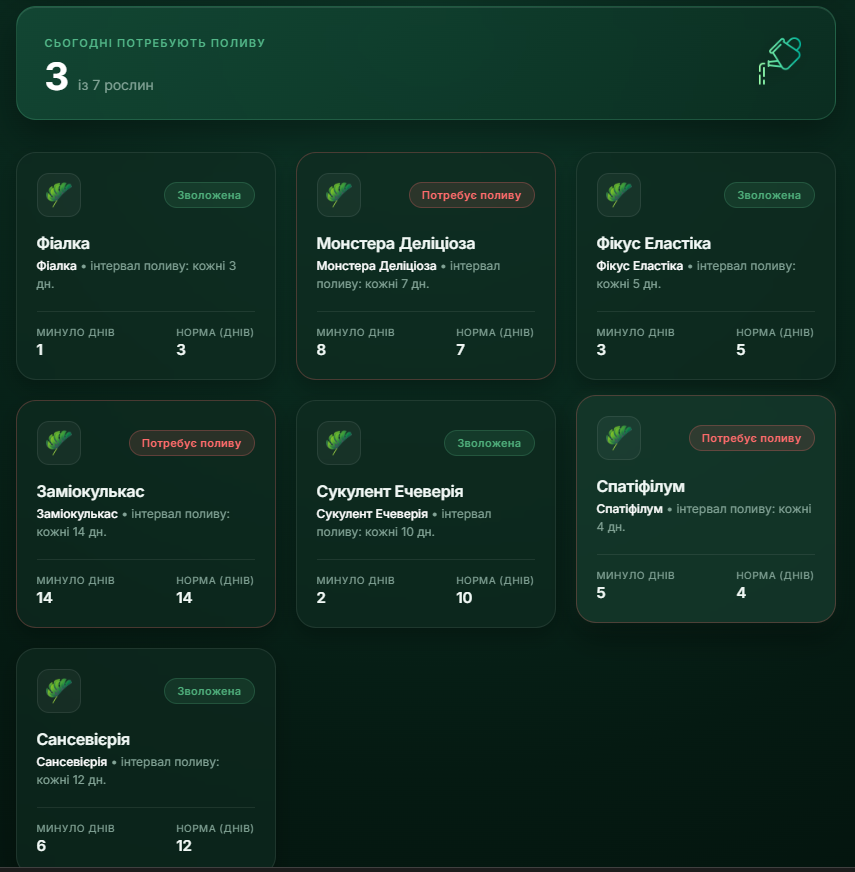 СЬОГОДНІ ПОТРЕБУЮТЬ ПОЛИВУ
3 із 7 рослин
Зволожена
Фіалка
Фіалка • інтервал поливу: кожні 3
дн.
МИНУЛО ДНІВ НОРМА (ДНІВ)
1 3
Потребує поливу
Монстера Деліціоза
Монстера Деліціоза • інтервал
поливу: кожні 7 дн.
МИНУЛО ДНІВ НОРМА (ДНІВ)
8 7
Зволожена
Фікус Еластіка
Фікус Еластіка • інтервал поливу:
кожні 5 дн.
МИНУЛО ДНІВ НОРМА (ДНІВ)
3 5
Потребує поливу
Заміокулькас
Заміокулькас • інтервал поливу:
кожні 14 дн.
МИНУЛО ДНІВ НОРМА (ДНІВ)
14 14
Зволожена
Сукулент Ечеверія
Сукулент Ечеверія • інтервал
поливу: кожні 10 дн.
МИНУЛО ДНІВ НОРМА (ДНІВ)
2 10
Потребує поливу
Спатіфілум
Спатіфілум • інтервал поливу: кожні
4 дн.
МИНУЛО ДНІВ НОРМА (ДНІВ)
5 4
Зволожена
Сансевієрія
Сансевієрія • інтервал поливу:
кожні 12 дн.
МИНУЛО ДНІВ НОРМА (ДНІВ)
6 12